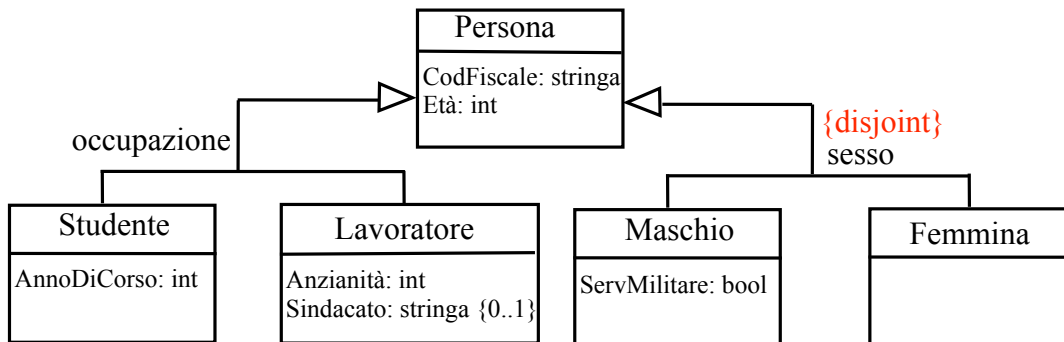 Persona
CodFiscale: stringa
Età: int
occupazione
{disjoint}
sesso
Studente
AnnoDiCorso: int
Lavoratore
Anzianità: int
Sindacato: stringa {0..1}
Maschio
ServMilitare: bool
Femmina